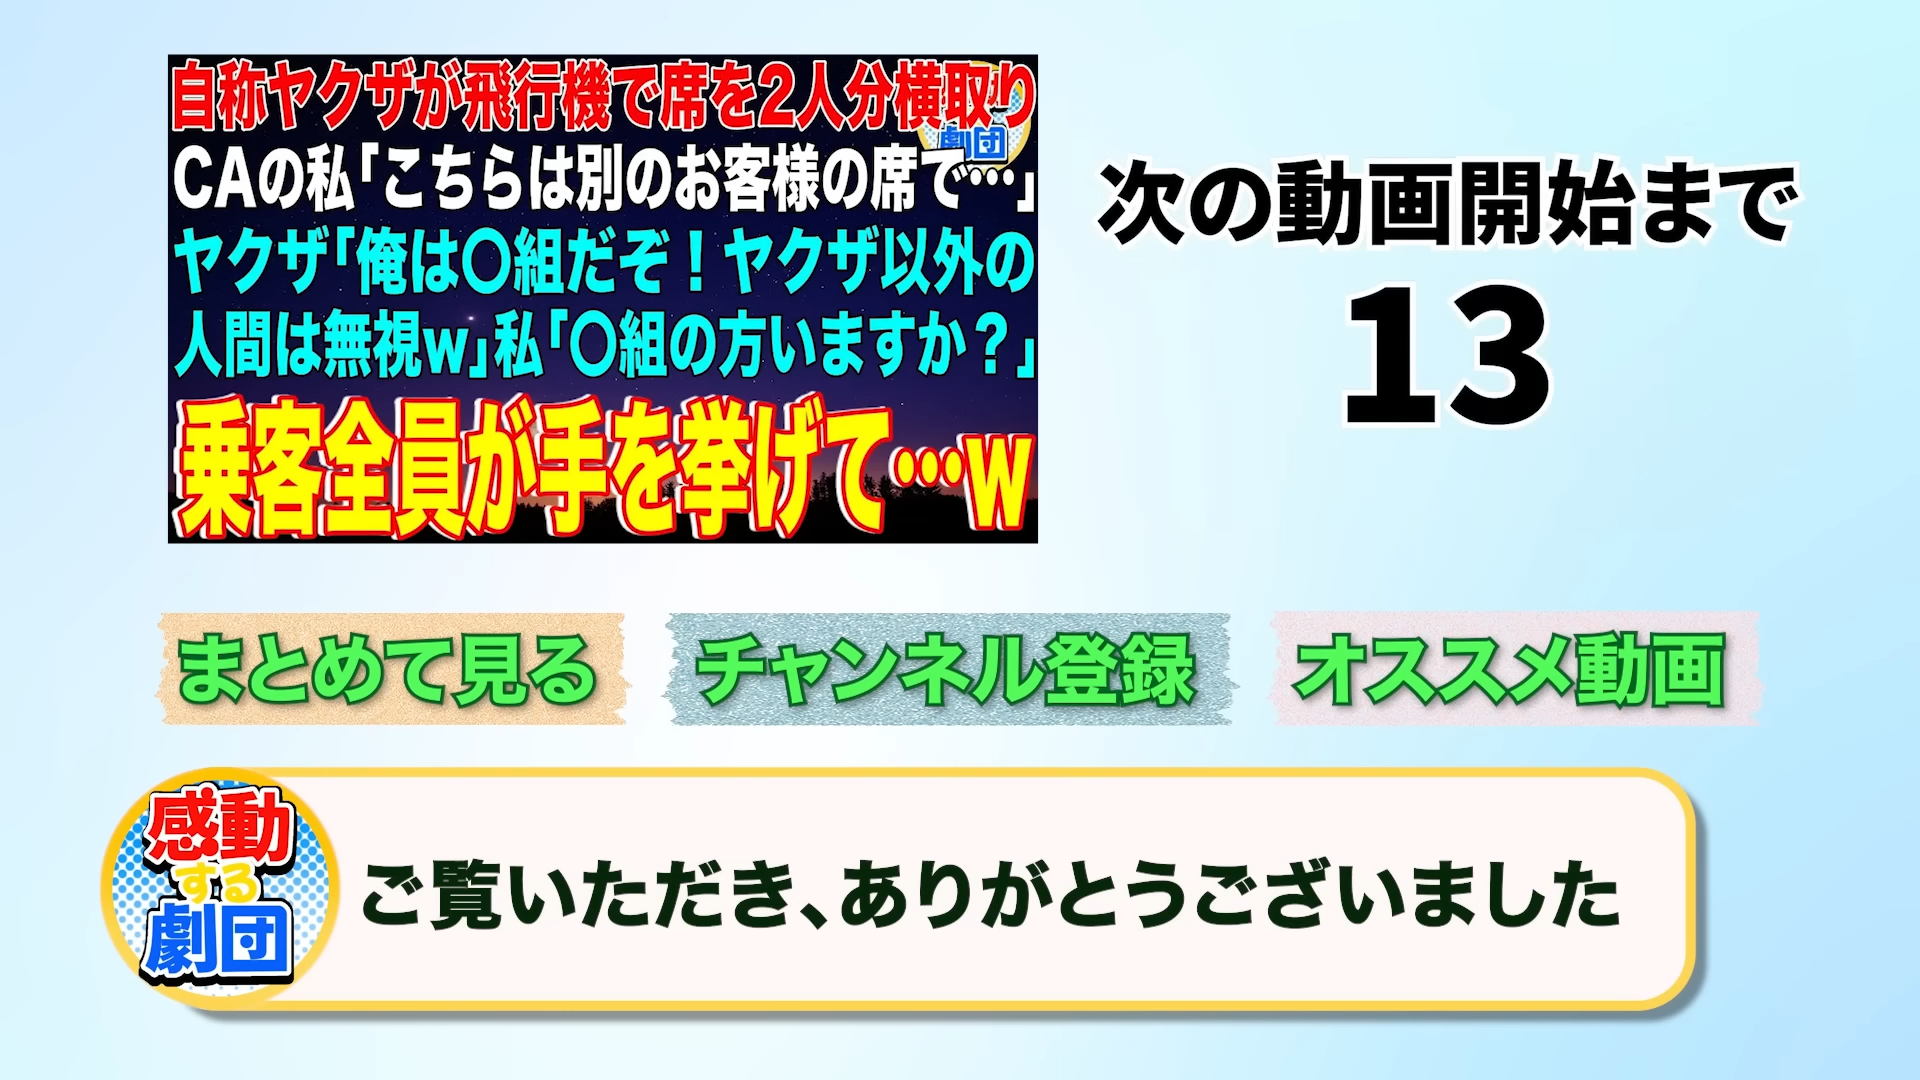 自称ヤクザが飛行機で席を2人分横取り
劇団
CAの私「こちらは別のお客様の席で…」
ヤクザ「俺は〇組だぞ！ヤクザ以外の
人間は無視w」私「〇組の方いますか？」
乗客全員が手を挙げて…w
次の動画開始まで
13
まとめて見る
チャンネル登録
オススメ動画
感動
する
劇団
ご覧いただき、ありがとうございました